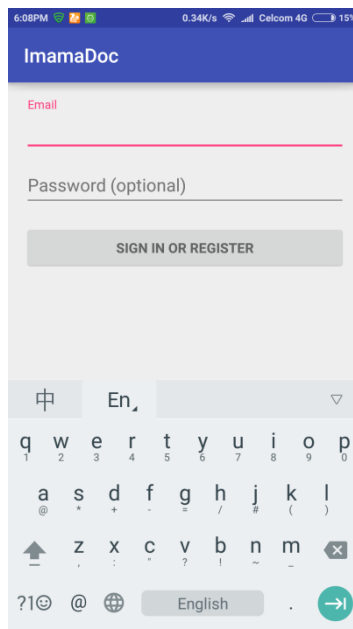 6:08PM 0.34K/s Celcom 4G 15%
ImamaDoc
Email
Password (optional)
SIGN IN OR REGISTER
中 En
q w e r t y u i o p
1 2 3 4 5 6 7 8 9 0
a s d f g h j k l
@ * + - = / # ( )
z x c v b n m
, : " ? ! ~ _
?1☺ @ English .